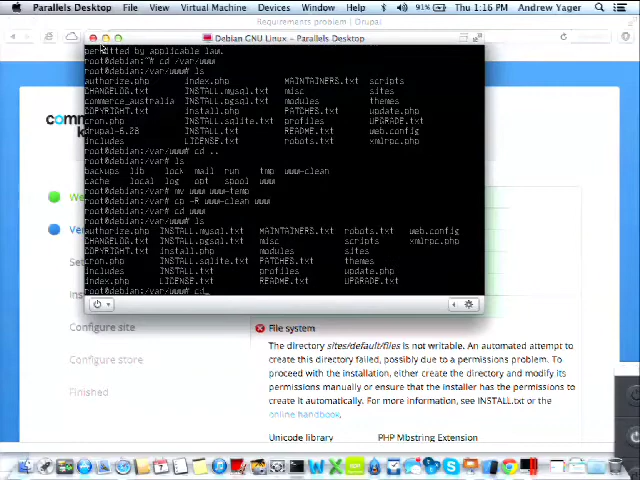 Parallels Desktop File View Devices Window Help 91% Thu 1:16 PM Andrew Yager
Requirements problem | Drupal
Debian GNU Linux - Parallels Desktop
permitted by applicable law.
root@debian:~# cd /var/www
root@debian:/var/www# ls
authorize.php index.php MAINTAINERS.txt scripts
CHANGELOG.txt INSTALL.mysql.txt misc sites
commerce_australia INSTALL.pgsql.txt modules themes
COPYRIGHT.txt install.php PATCHES.txt update.php
cron.php INSTALL.sqlite.txt profiles UPGRADE.txt
drupal-6.28 INSTALL.txt README.txt web.config
includes LICENSE.txt robots.txt xmlrpc.php
root@debian:/var/www# cd ..
root@debian:/var# ls
backups lib lock mail run tmp www-clean
cache local log opt spool www
root@debian:/var# mv www www-temp
root@debian:/var# cp -R www-clean www
root@debian:/var# cd www
root@debian:/var/www# ls
authorize.php INSTALL.mysql.txt MAINTAINERS.txt robots.txt web.config
CHANGELOG.txt INSTALL.pgsql.txt misc scripts xmlrpc.php
COPYRIGHT.txt install.php modules sites
cron.php INSTALL.sqlite.txt PATCHES.txt themes
includes INSTALL.txt profiles update.php
index.php LICENSE.txt README.txt UPGRADE.txt
root@debian:/var/www# cd_
com
k
We
Ve
Set
Install
Configure site
Configure store
Finished
File system
The directory sites/default/files is not writable. An automated attempt to
create this directory failed, possibly due to a permissions problem. To
proceed with the installation, either create the directory and modify its
permissions manually or ensure that the installer has the permissions to
create it automatically. For more information, see INSTALL.txt or the
online handbook.
Unicode library PHP Mbstring Extension